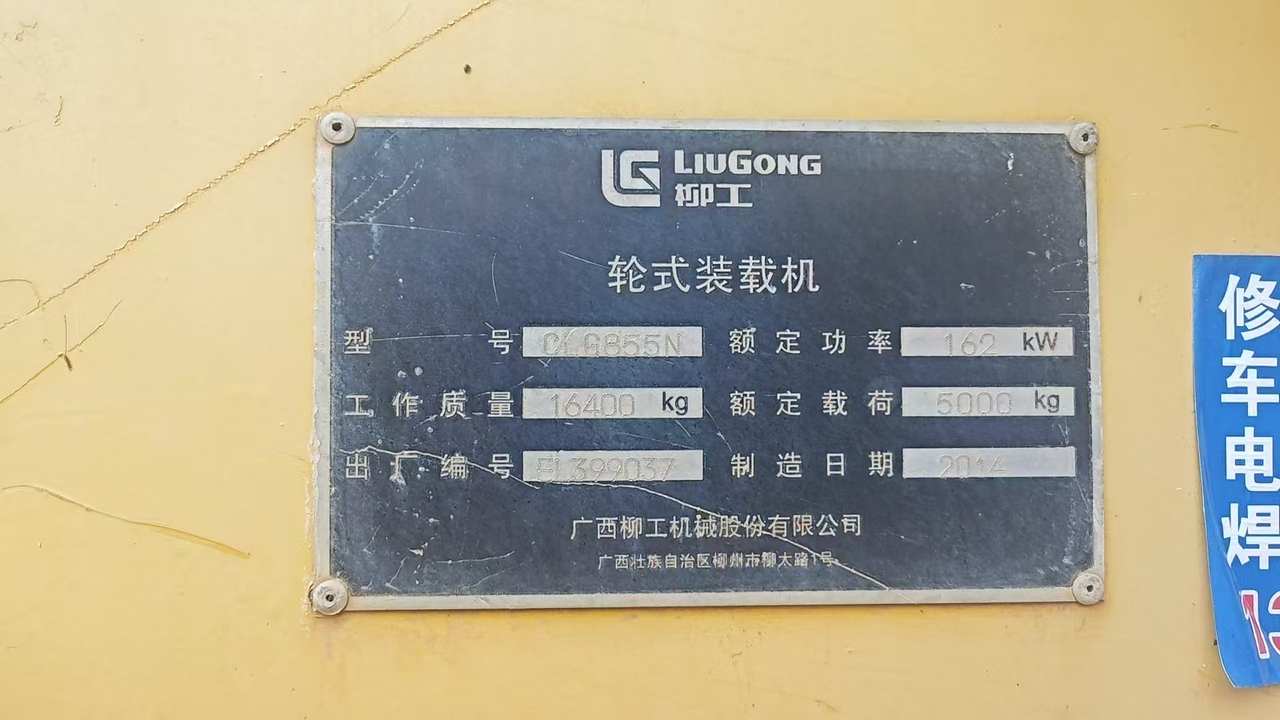 LG LIUGONG
柳工
轮式装载机
型号 CLG855N 额定功率 162 kW
工作质量 16400 kg 额定载荷 5000 kg
出厂编号 EL399037 制造日期 2014
广西柳工机械股份有限公司
广西壮族自治区柳州市柳太路1号
修车电焊
13